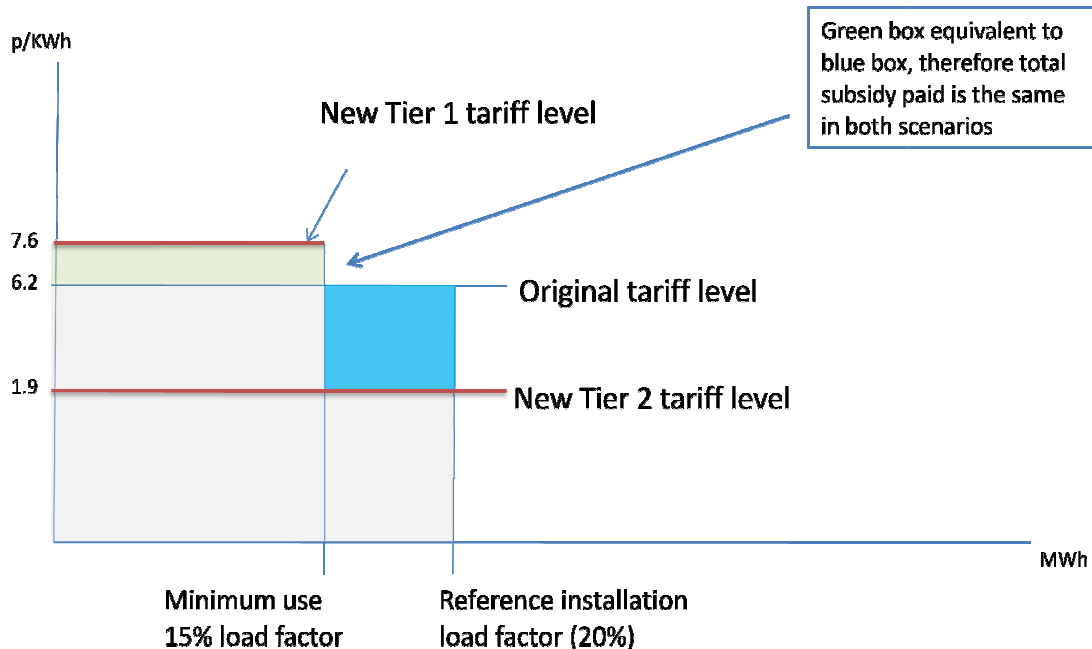 p/KWh
Green box equivalent to
blue box, therefore total
subsidy paid is the same
in both scenarios
New Tier 1 tariff level
7.6
6.2
Original tariff level
1.9
New Tier 2 tariff level
MWh
Minimum use
15% load factor
Reference installation
load factor (20%)